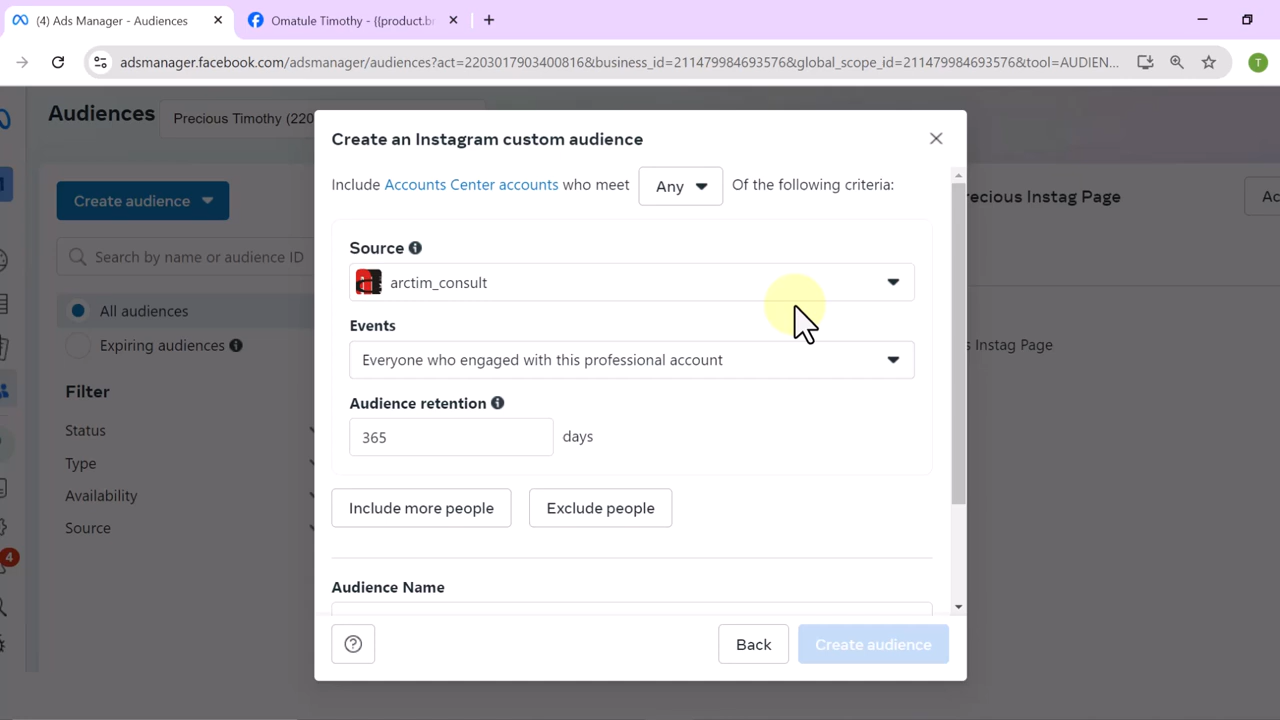 (4) Ads Manager - Audiences
Omatule Timothy - {{product.br
adsmanager.facebook.com/adsmanager/audiences?act=2203017903400816&business_id=211479984693576&global_scope_id=211479984693576&tool=AUDIEN...
T
Audiences
Precious Timothy (220
Create audience
Search by name or audience ID
All audiences
Expiring audiences
Filter
Status
Type
Availability
Source
4
Create an Instagram custom audience
Include Accounts Center accounts who meet Any Of the following criteria:
Source
arctim_consult
Events
Everyone who engaged with this professional account
Audience retention
365 days
Include more people Exclude people
Audience Name
Back Create audience
recious Instag Page
Ac
s Instag Page